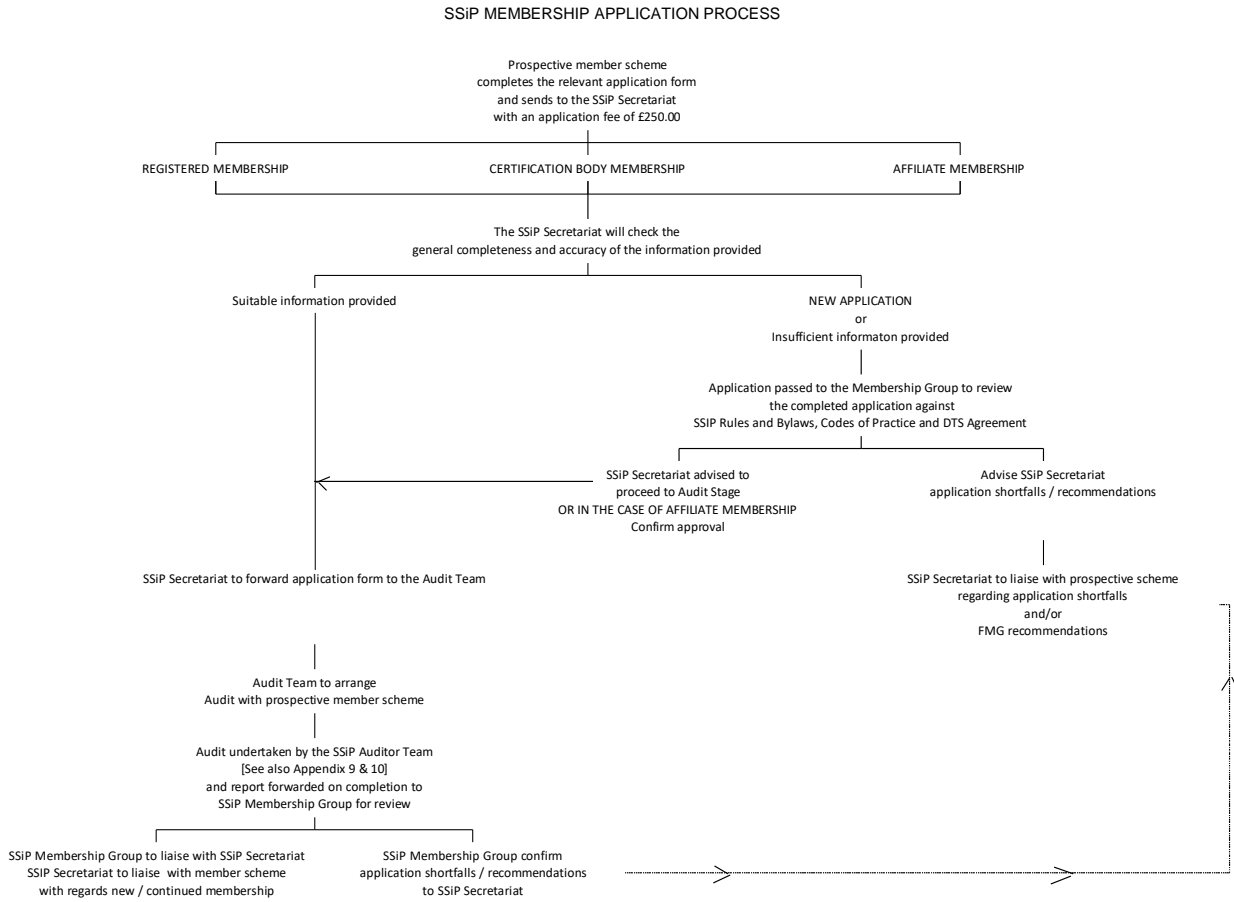 SSiP MEMBERSHIP APPLICATION PROCESS
Prospective member scheme
completes the relevant application form
and sends to the SSiP Secretariat
with an application fee of £250.00
REGISTERED MEMBERSHIP
CERTIFICATION BODY MEMBERSHIP
AFFILIATE MEMBERSHIP
The SSiP Secretariat will check the
general completeness and accuracy of the information provided
Suitable information provided
NEW APPLICATION
or
Insufficient informaton provided
Application passed to the Membership Group to review
the completed application against
SSIP Rules and Bylaws, Codes of Practice and DTS Agreement
SSiP Secretariat advised to
proceed to Audit Stage
OR IN THE CASE OF AFFILIATE MEMBERSHIP
Confirm approval
Advise SSiP Secretariat
application shortfalls / recommendations
SSiP Secretariat to forward application form to the Audit Team
SSiP Secretariat to liaise with prospective scheme
regarding application shortfalls
and/or
FMG recommendations
Audit Team to arrange
Audit with prospective member scheme
Audit undertaken by the SSiP Auditor Team
[See also Appendix 9 & 10]
and report forwarded on completion to
SSiP Membership Group for review
SSiP Membership Group to liaise with SSiP Secretariat
SSIP Secretariat to liaise with member scheme
with regards new / continued membership
SSiP Membership Group confirm
application shortfalls / recommendations
to SSiP Secretariat